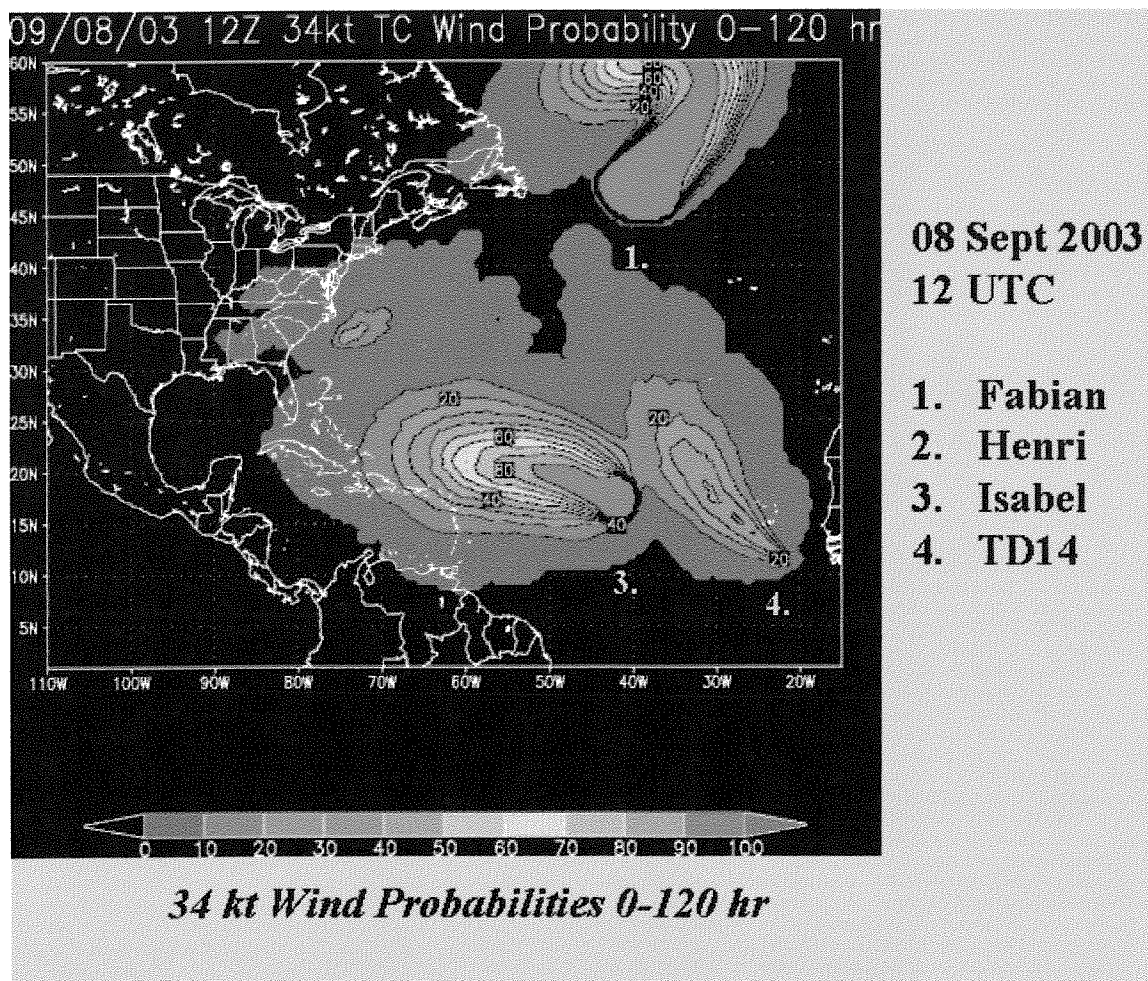 09/08/03 12Z 34kt TC Wind Probability 0-120 hr
60N
55N
50N
45N
40N
35N
30N
25N
20N
15N
10N
5N
110W 100W 90W 80W 70W 60W 50W 40W 30W 20W
60
40
20
1.
2.
20
60
80
40
40
3.
20
20
4.
0 10 20 30 40 50 60 70 80 90 100
34 kt Wind Probabilities 0-120 hr
08 Sept 2003
12 UTC
1. Fabian
2. Henri
3. Isabel
4. TD14